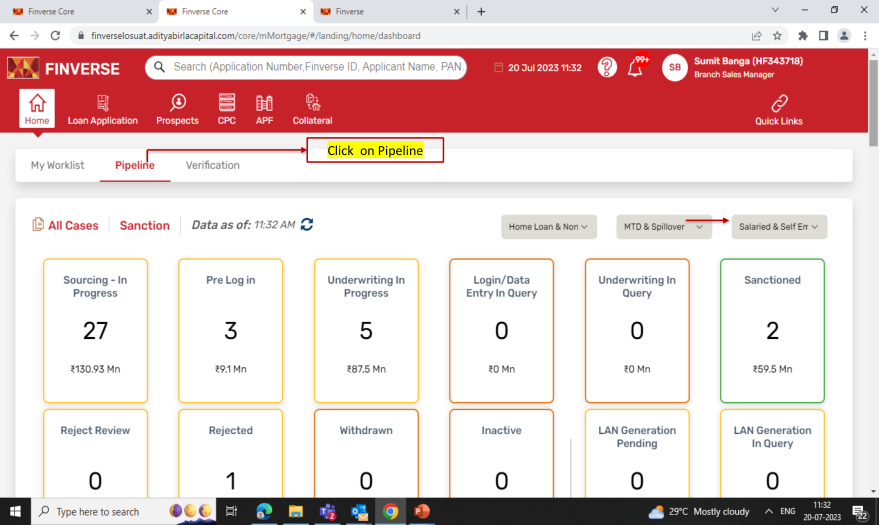 Finverse Core
Finverse Core
Finverse
finverselosuat.adityabirlacapital.com/core/mMortgage/#/landing/home/dashboard
FINVERSE
Search (Application Number,Finverse ID, Applicant Name, PAN
20 Jul 2023 11:32
99+
SB
Sumit Banga (HF343718)
Branch Sales Manager
Home
Loan Application
Prospects
CPC
APF
Collateral
Quick Links
Click on Pipeline
My Worklist
Pipeline
Verification
All Cases
Sanction
Data as of: 11:32 AM
Home Loan & Non
MTD & Spillover
Salaried & Self Em
Sourcing - In
Progress
27
₹130.93 Mn
Pre Log in
3
₹9.1 Mn
Underwriting In
Progress
5
₹87.5 Mn
Login/Data
Entry In Query
0
₹0 Mn
Underwriting In
Query
0
₹0 Mn
Sanctioned
2
₹59.5 Mn
Reject Review
0
Rejected
1
Withdrawn
0
Inactive
0
LAN Generation
Pending
0
LAN Generation
In Query
0
Type here to search
29°C Mostly cloudy
ENG
11:32
20-07-2023
22